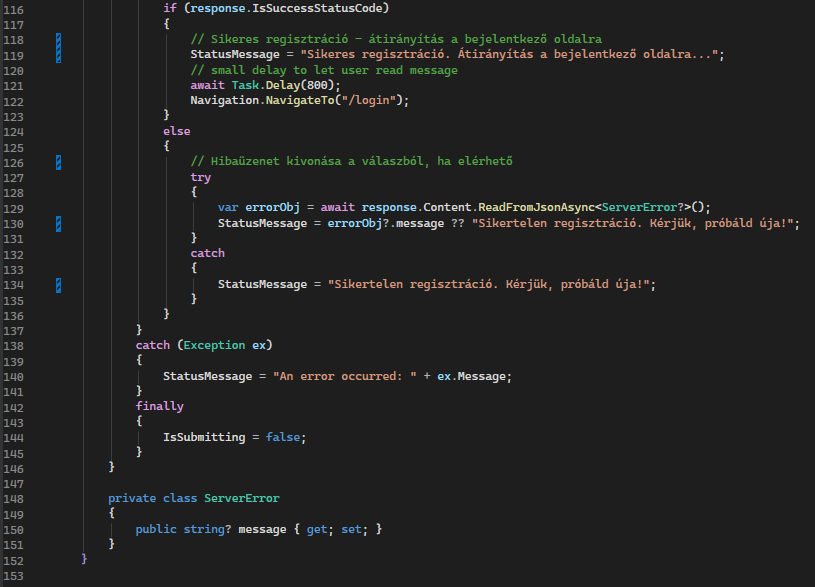 116 if (response.IsSuccessStatusCode)
117 {
118 // Sikeres regisztráció – átirányítás a bejelentkező oldalra
119 StatusMessage = "Sikeres regisztráció. Átirányítás a bejelentkező oldalra...";
120 // small delay to let user read message
121 await Task.Delay(800);
122 Navigation.NavigateTo("/login");
123 }
124 else
125 {
126 // Hibaüzenet kivonása a válaszból, ha elérhető
127 try
128 {
129 var errorObj = await response.Content.ReadFromJsonAsync<ServerError?>();
130 StatusMessage = errorObj?.message ?? "Sikertelen regisztráció. Kérjük, próbáld úja!";
131 }
132 catch
133 {
134 StatusMessage = "Sikertelen regisztráció. Kérjük, próbáld úja!";
135 }
136 }
137 }
138 catch (Exception ex)
139 {
140 StatusMessage = "An error occurred: " + ex.Message;
141 }
142 finally
143 {
144 IsSubmitting = false;
145 }
146 }
147
148 private class ServerError
149 {
150 public string? message { get; set; }
151 }
152 }
153